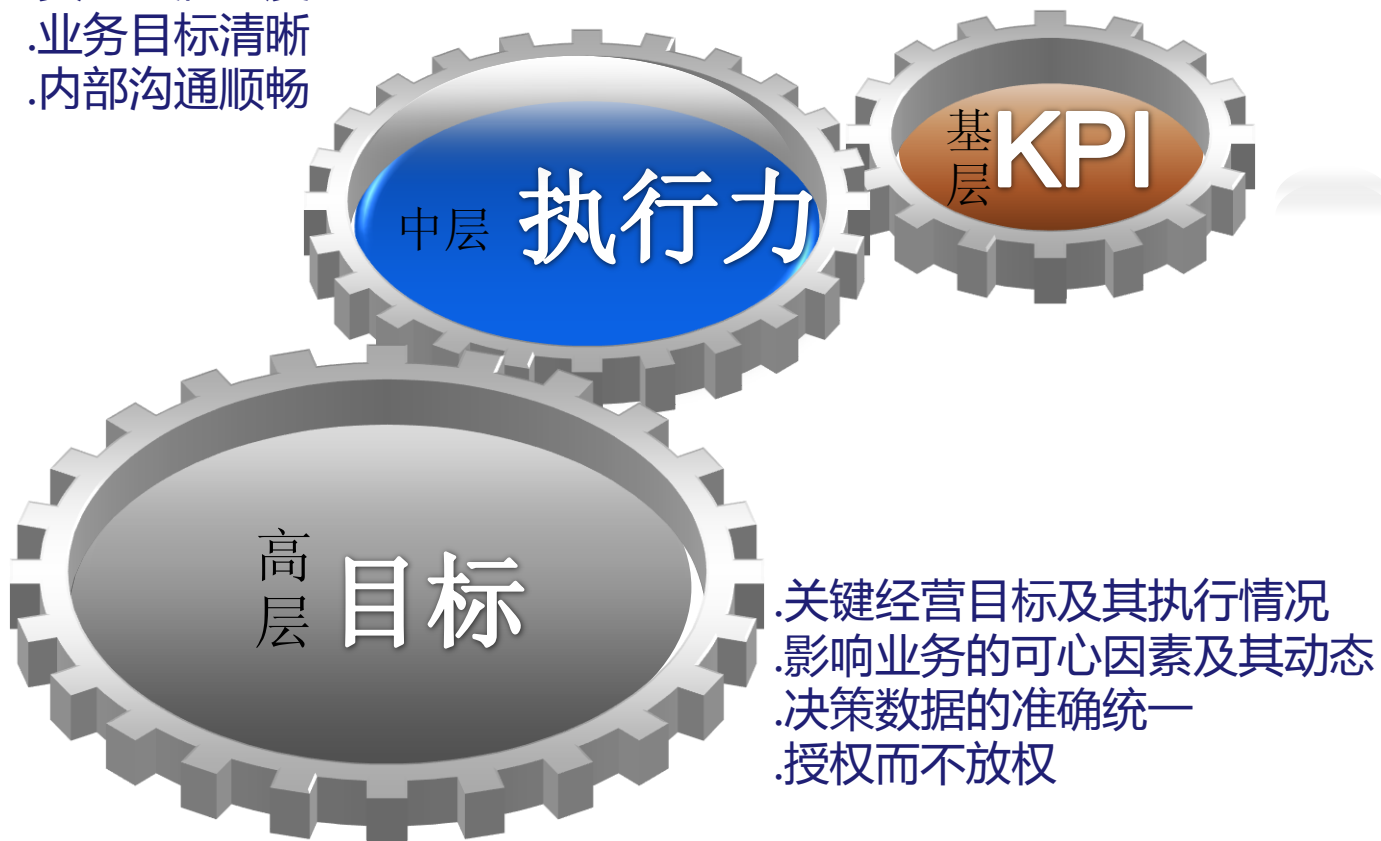 .业务目标清晰
.内部沟通顺畅
基层 KPI
中层 执行力
高层 目标
.关键经营目标及其执行情况
.影响业务的可心因素及其动态
.决策数据的准确统一
.授权而不放权